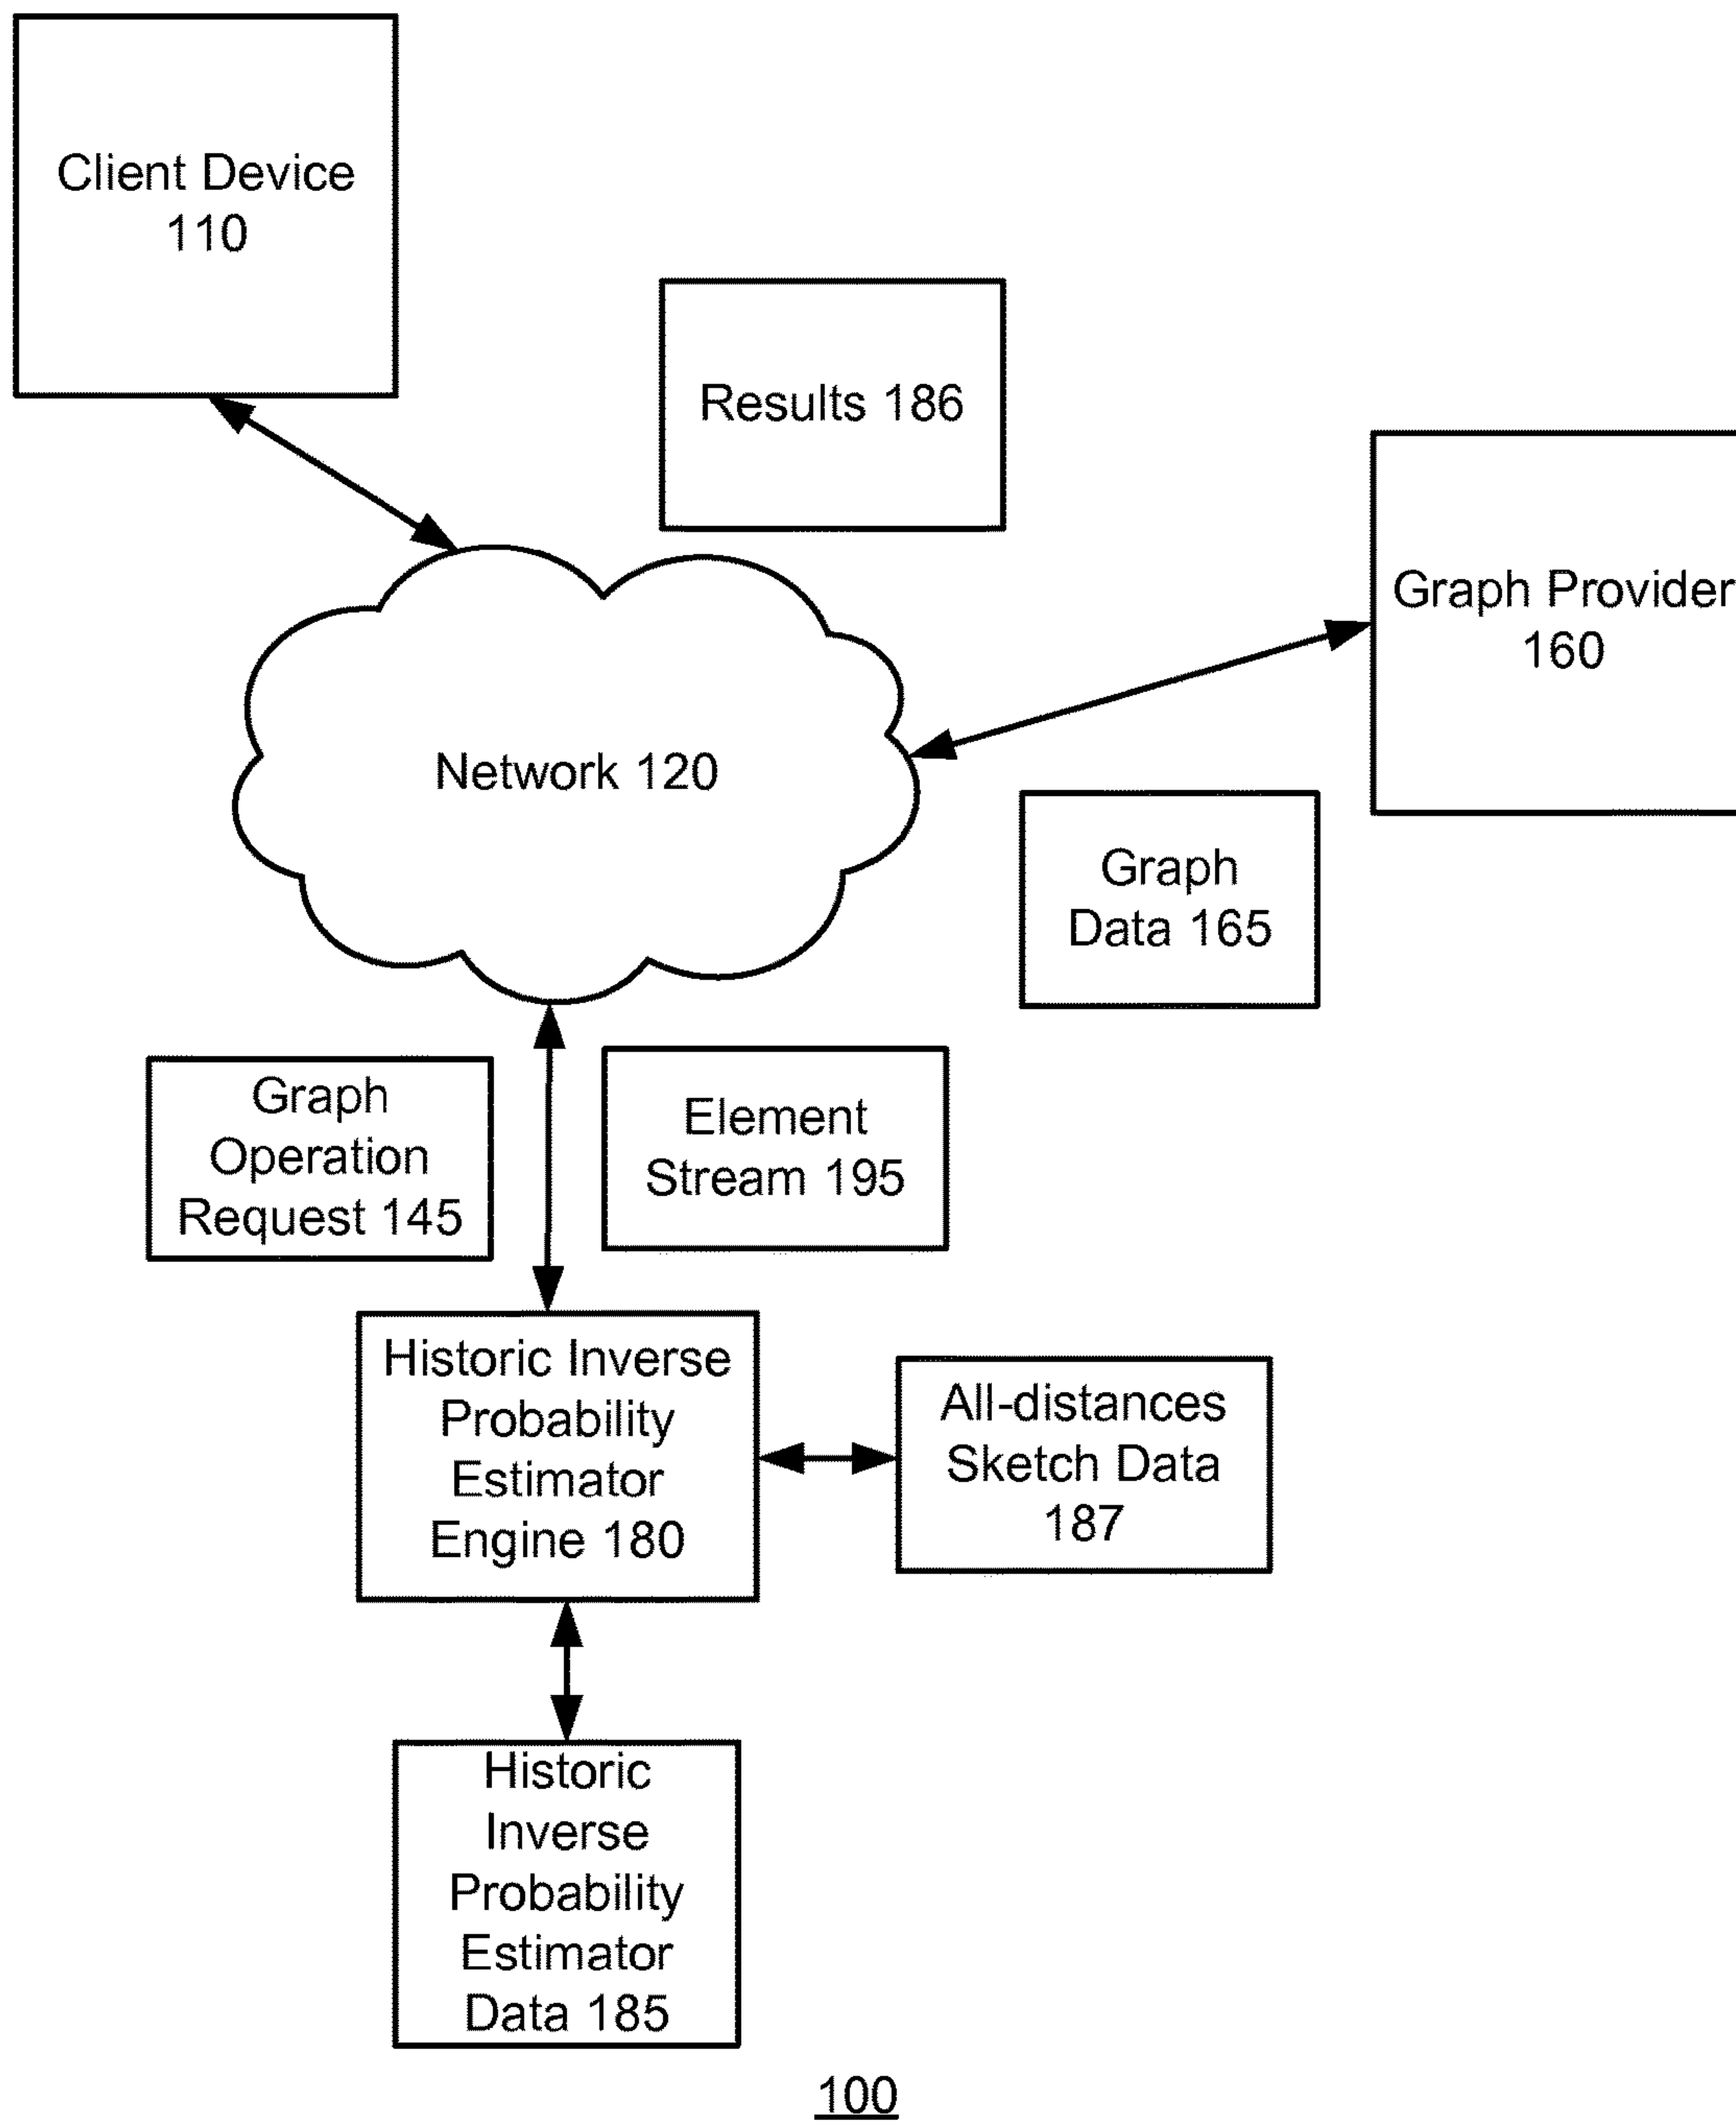 Client Device
110
Results 186
Graph Provider
160
Network 120
Graph
Data 165
Graph
Operation
Request 145
Element
Stream 195
Historic Inverse
Probability
Estimator
Engine 180
All-distances
Sketch Data
187
Historic
Inverse
Probability
Estimator
Data 185
100